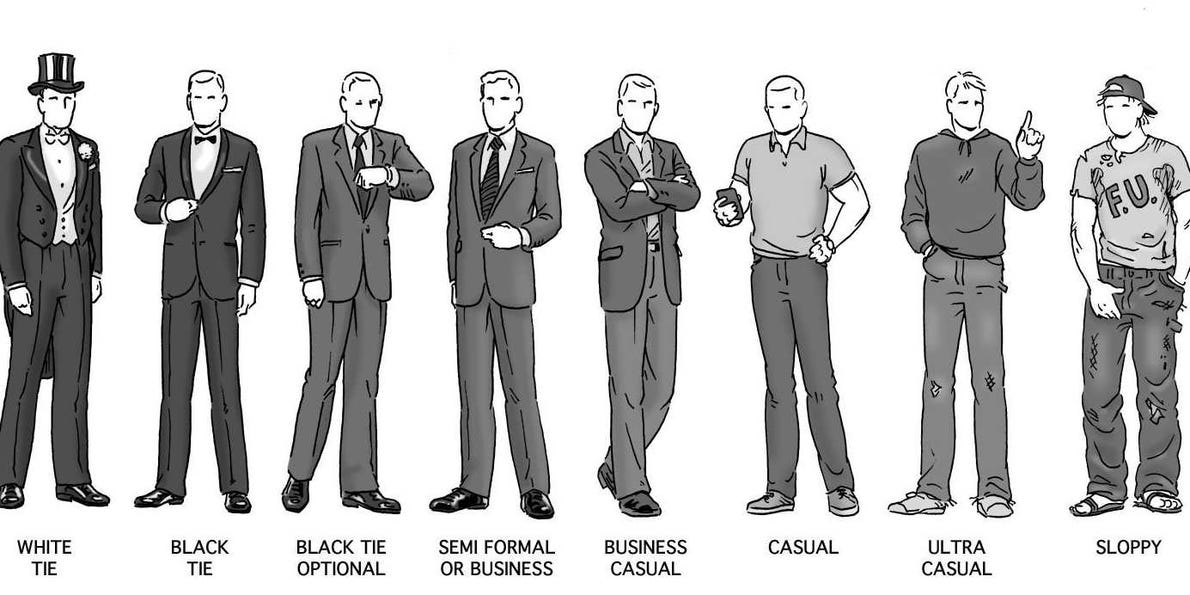 F.U.
WHITE
TIE
BLACK
TIE
BLACK TIE
OPTIONAL
SEMI FORMAL
OR BUSINESS
BUSINESS
CASUAL
CASUAL
ULTRA
CASUAL
SLOPPY